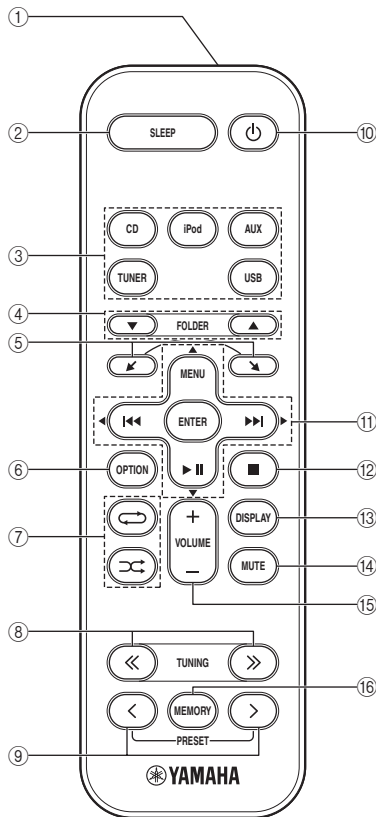 ①
② SLEEP ⑩
CD iPod AUX
③
TUNER USB
④ FOLDER
⑤
MENU
ENTER ⑪
⑥ OPTION ⑫
DISPLAY ⑬
⑦ + VOLUME –
MUTE ⑭
⑮
⑧ TUNING
⑯
MEMORY
⑨ PRESET
YAMAHA